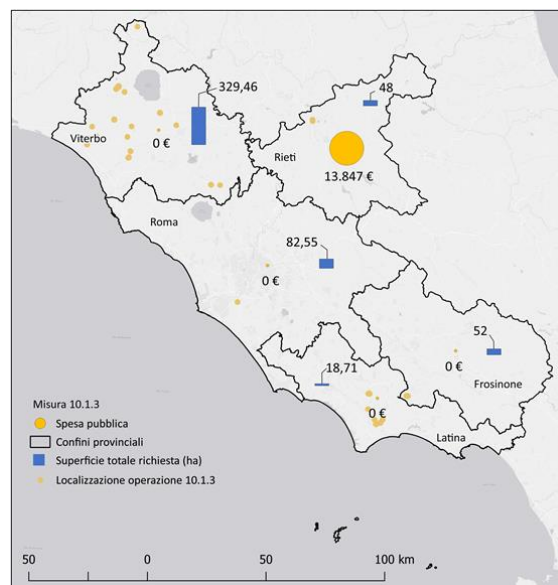 329,46
48
Viterbo
0 €
Rieti
13.847 €
Roma
82,55
0 €
52
18,71
0 €
Frosinone
0 €
Latina
Misura 10.1.3
Spesa pubblica
Confini provinciali
Superficie totale richiesta (ha)
Localizzazione operazione 10.1.3
50 0 50 100 km